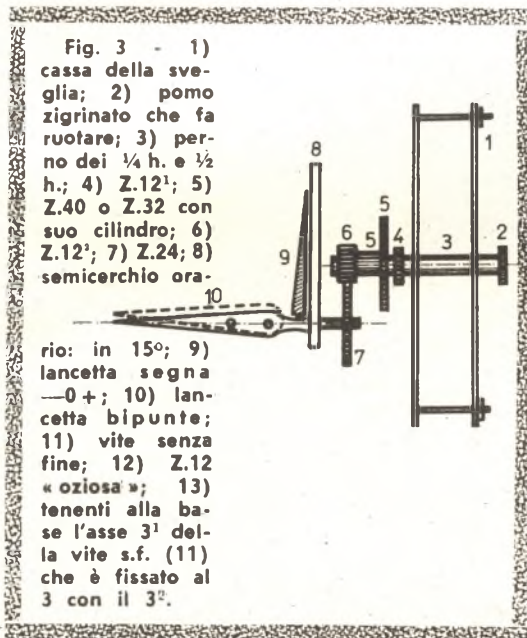 Fig. 3 - 1)
cassa della sve-
glia; 2) pomo
zigrinato che fa
ruotare; 3) per-
no dei ¼ h. e ½
h.; 4) Z.12¹; 5)
Z.40 o Z.32 con
suo cilindro; 6)
Z.12²; 7) Z.24; 8)
semicerchio ora-
rio: in 15°; 9)
lancetta segna
—0+; 10) lan-
cetta bipunte;
11) vite senza
fine; 12) Z.12
« oziosa »; 13)
tenenti alla ba-
se l'asse 3¹ del-
la vite s.f. (11)
che è fissato al
3 con il 3².
1
8
5
9
6
5
4
3
2
10
7